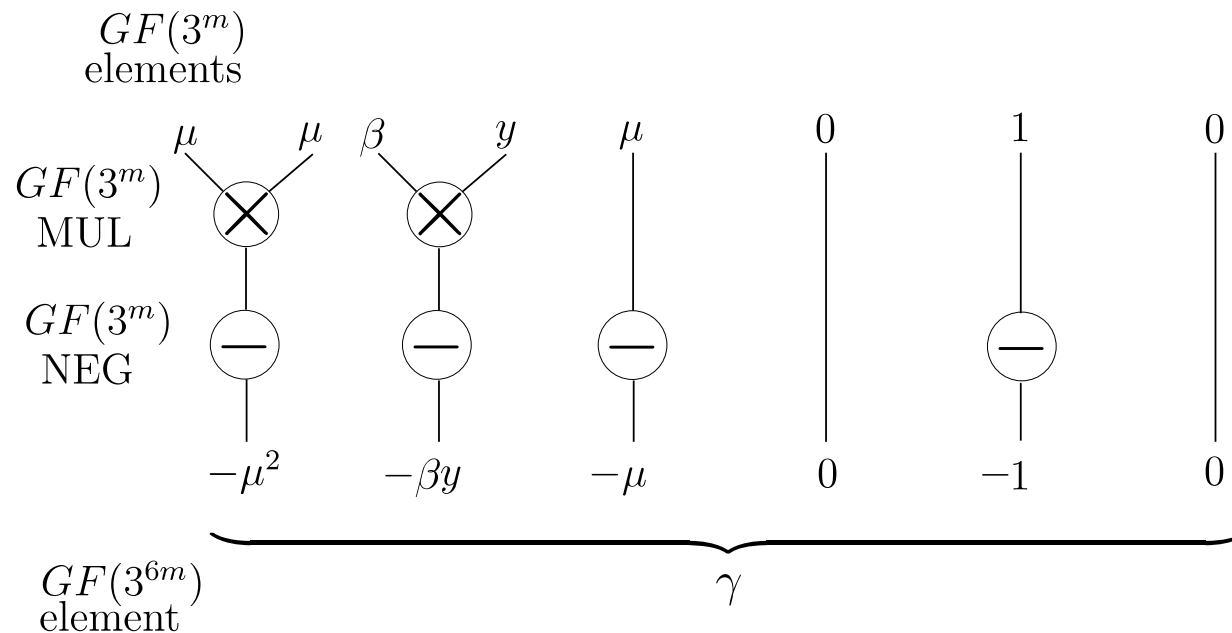 GF(3^m)
elements
μ μ β y μ 0 1 0
GF(3^m)
MUL
GF(3^m)
NEG
−μ² −βy −μ 0 −1 0
GF(3^{6m})
element
γ